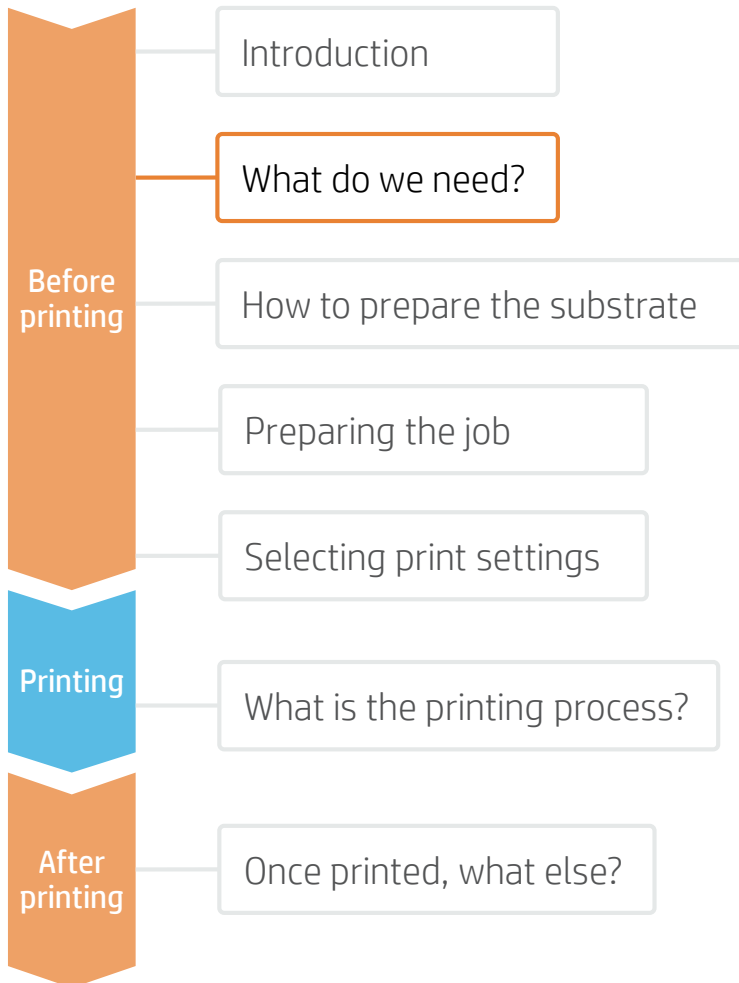 Introduction
What do we need?
Before
printing
How to prepare the substrate
Preparing the job
Selecting print settings
Printing
What is the printing process?
After
printing
Once printed, what else?